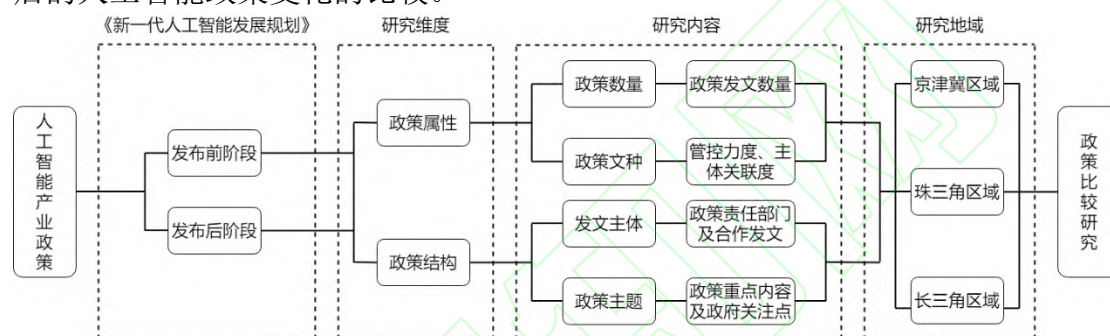 后的人工智能政策变化的比较。
《新一代人工智能发展规划》
研究维度
研究内容
研究地域
人工智能产业政策
发布前阶段
发布后阶段
政策属性
政策结构
政策数量
政策发文数量
政策文种
管控力度、主
体关联度
发文主体
政策责任部门
及合作发文
政策主题
政策重点内容
及政府关注点
京津冀区域
珠三角区域
长三角区域
政策比较研究